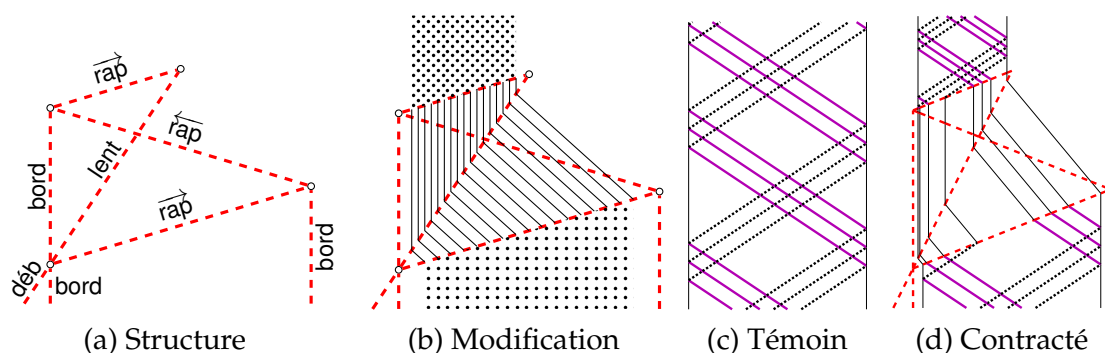 rap
rap
lent
bord
rap
bord
déb
bord
(a) Structure
(b) Modification
(c) Témoin
(d) Contracté